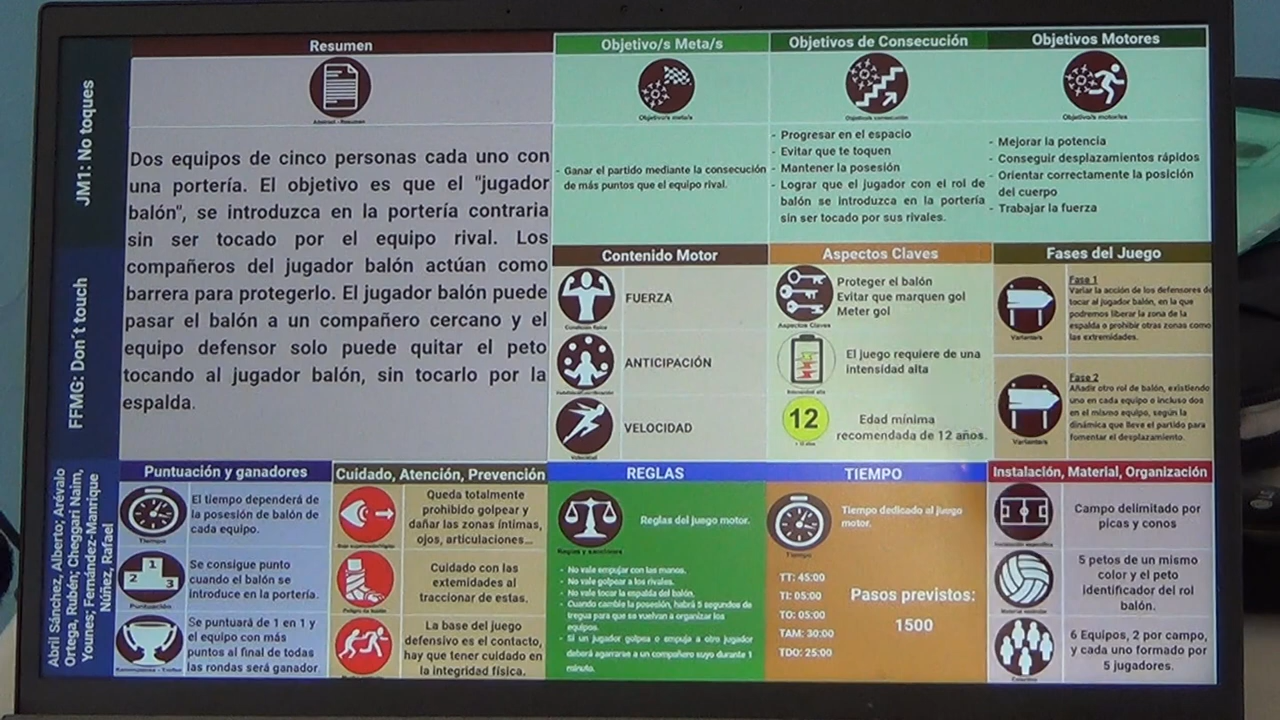 JM1: No toques
FFMG: Don´t touch
Abril Sánchez, Alberto; Arévalo
Ortega, Rubén; Cheggari Naim,
Younes; Fernández-Manrique
Núñez, Rafael
Resumen
Abstract - Resumen
Dos equipos de cinco personas cada uno con
una portería. El objetivo es que el "jugador
balón", se introduzca en la portería contraria
sin ser tocado por el equipo rival. Los
compañeros del jugador balón actúan como
barrera para protegerlo. El jugador balón puede
pasar el balón a un compañero cercano y el
equipo defensor solo puede quitar el peto
tocando al jugador balón, sin tocarlo por la
espalda.
Objetivo/s Meta/s
Objetivo/s meta/s
- Ganar el partido mediante la consecución
de más puntos que el equipo rival.
Objetivos de Consecución
Objetivo/s consecución
- Progresar en el espacio
- Evitar que te toquen
- Mantener la posesión
- Lograr que el jugador con el rol de
balón se introduzca en la portería
sin ser tocado por sus rivales.
Objetivos Motores
Objetivo/s motor/es
- Mejorar la potencia
- Conseguir desplazamientos rápidos
- Orientar correctamente la posición
del cuerpo
- Trabajar la fuerza
Contenido Motor
Condición física
FUERZA
ANTICIPACIÓN
Velocidad
VELOCIDAD
Aspectos Claves
Aspectos Claves
Proteger el balón
Evitar que marquen gol
Meter gol
Intensidad alta
El juego requiere de una
intensidad alta
12
+ 12 años
Edad mínima
recomendada de 12 años.
Fases del Juego
Variante/s
Fase 1
Variar la acción de los defensores de
tocar al jugador balón, en la que
podremos liberar la zona de la
espalda o prohibir otras zonas como
las extremidades.
Variante/s
Fase 2
Añadir otro rol de balón, existiendo
uno en cada equipo o incluso dos
en el mismo equipo, según la
dinámica que lleve el partido para
fomentar el desplazamiento.
Puntuación y ganadores
Tiempo
El tiempo dependerá de
la posesión de balón de
cada equipo.
1
2
3
Puntuación
Se consigue punto
cuando el balón se
introduce en la portería.
Se puntuará de 1 en 1 y
el equipo con más
puntos al final de todas
las rondas será ganador.
Cuidado, Atención, Prevención
Queda totalmente
prohibido golpear y
dañar las zonas íntimas,
ojos, articulaciones...
Peligro de lesión
Cuidado con las
extemidades al
traccionar de estas.
La base del juego
defensivo es el contacto,
hay que tener cuidado en
la integridad física.
REGLAS
Reglas y sanciones
Reglas del juego motor.
- No vale empujar con las manos.
- No vale golpear a los rivales.
- No vale tocar la espalda del balón.
- Cuando cambie la posesión, habrá 5 segundos de
tregua para que se vuelvan a organizar los
equipos.
- Si un jugador golpea o empuja a otro jugador
deberá agarrarse a un compañero suyo durante 1
minuto.
TIEMPO
Tiempo
Tiempo dedicado al juego
motor.
TT: 45:00
TI: 05:00
TO: 05:00
TAM: 30:00
TDO: 25:00
Pasos previstos:
1500
Instalación, Material, Organización
Campo delimitado por
picas y conos
5 petos de un mismo
color y el peto
identificador del rol
balón.
6 Equipos, 2 por campo,
y cada uno formado por
5 jugadores.